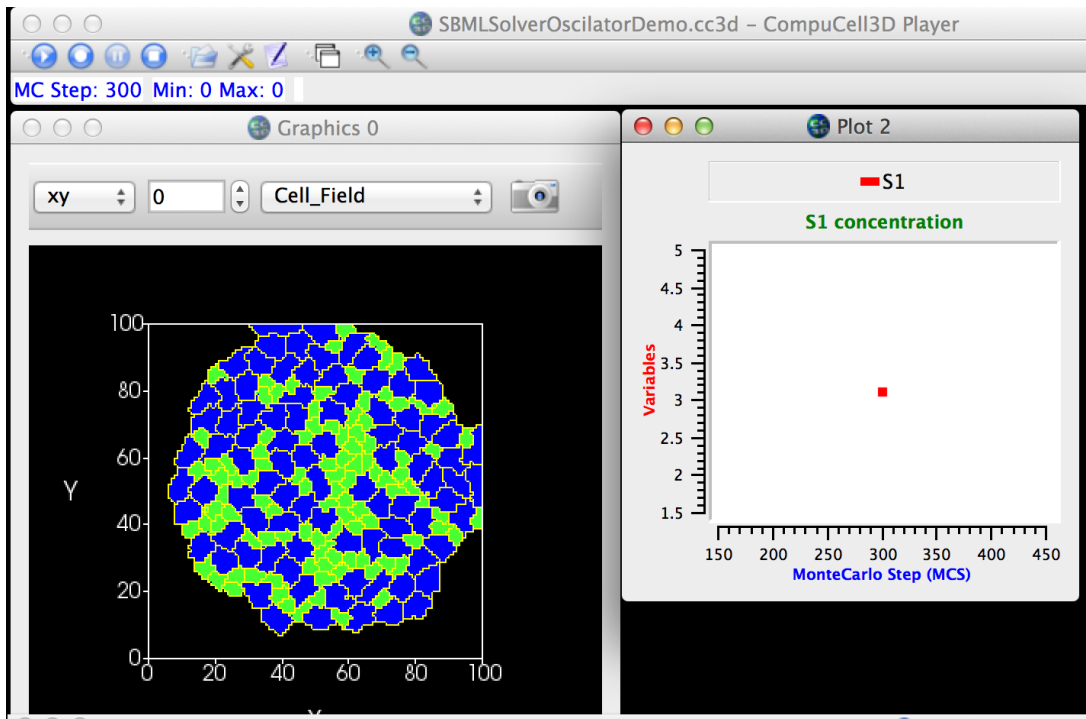 SBMLSolverOscilatorDemo.cc3d – CompuCell3D Player
MC Step: 300 Min: 0 Max: 0
Graphics 0
xy 0 Cell_Field
100
80
60
Y
40
20
0
0 20 40 60 80 100
Plot 2
S1
S1 concentration
5
4.5
4
3.5
3
2.5
2
1.5
Variables
150 200 250 300 350 400 450
MonteCarlo Step (MCS)